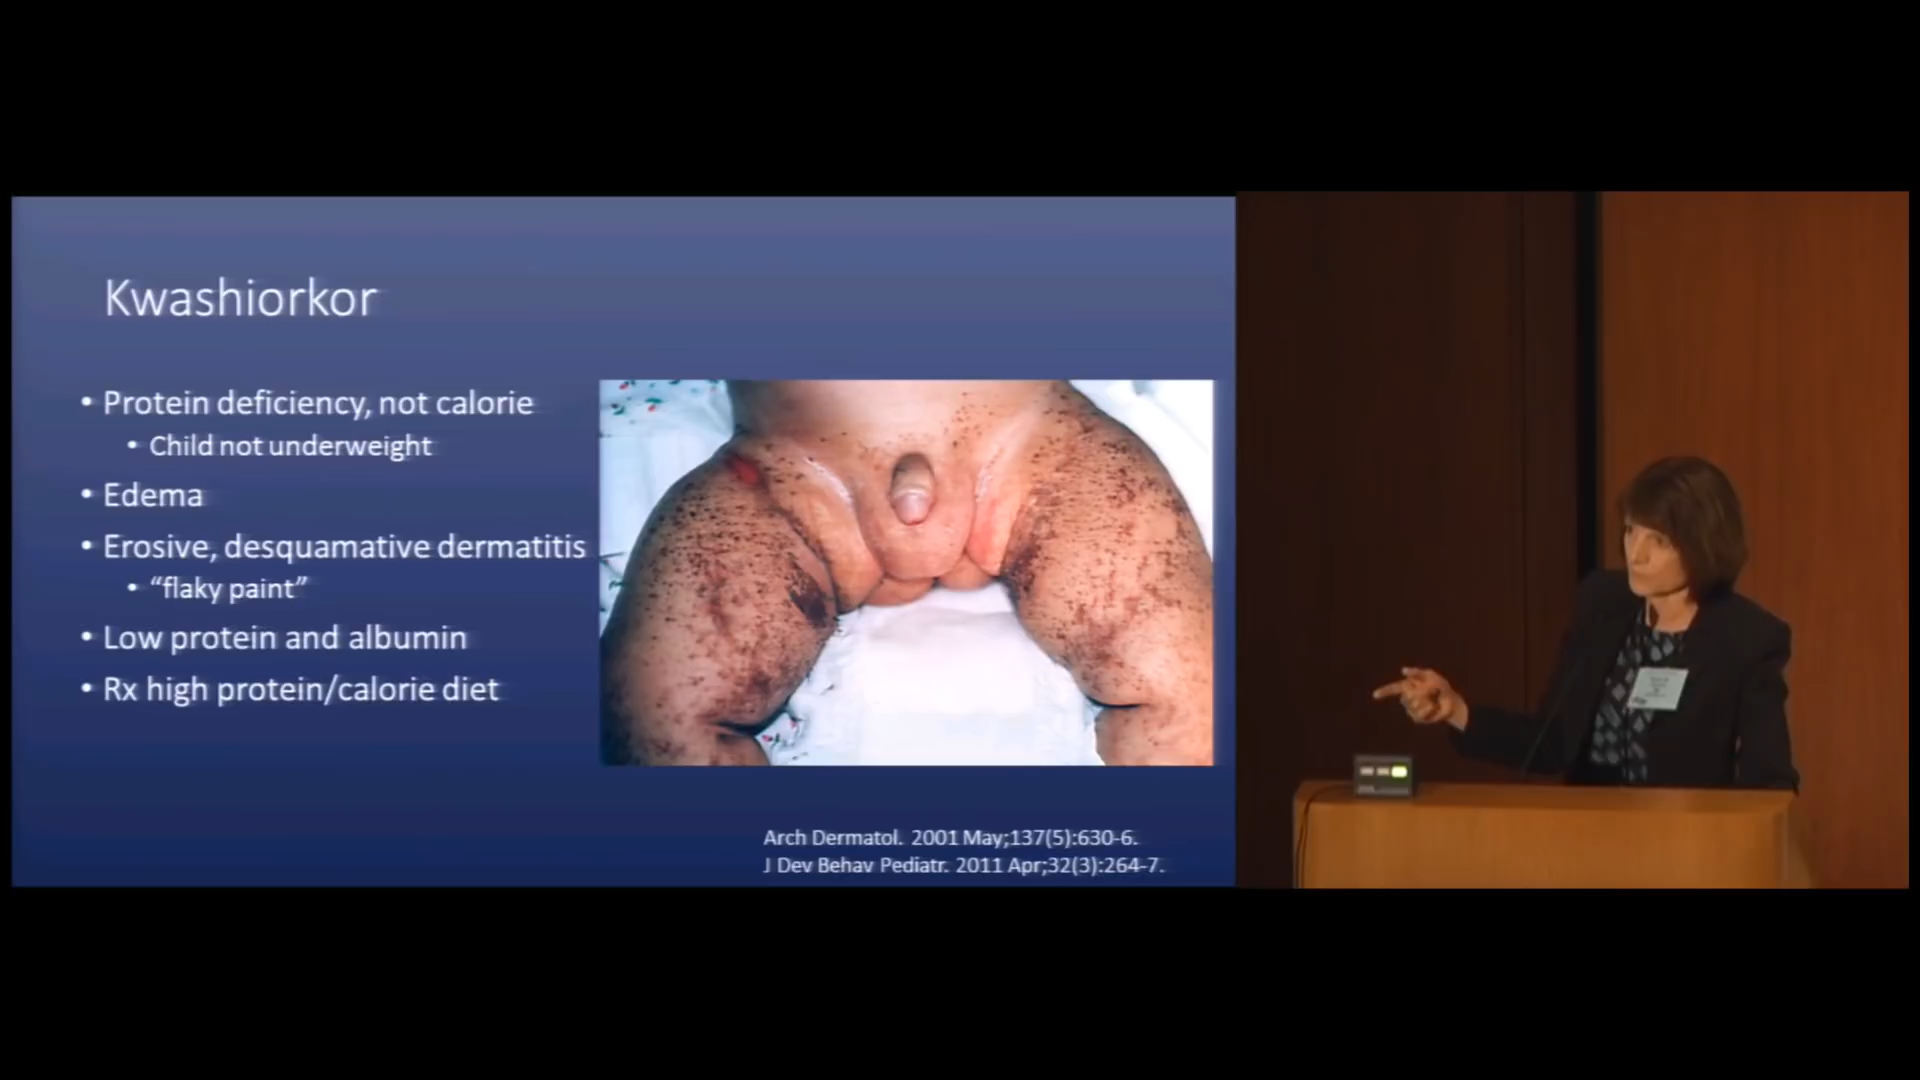 Kwashiorkor
• Protein deficiency, not calorie
• Child not underweight
• Edema
• Erosive, desquamative dermatitis
• “flaky paint”
• Low protein and albumin
• Rx high protein/calorie diet
Arch Dermatol. 2001 May;137(5):630-6.
J Dev Behav Pediatr. 2011 Apr;32(3):264-7.